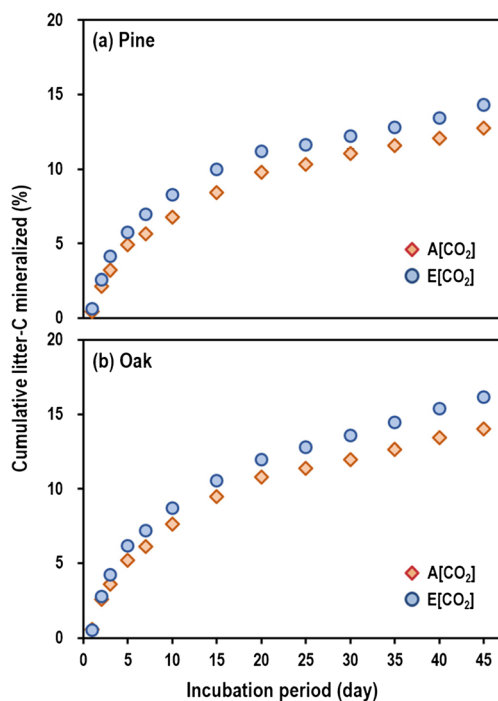 Cumulative litter-C mineralized (%)
(a) Pine
20
15
10
5
0
A[CO₂]
E[CO₂]
(b) Oak
20
15
10
5
0
A[CO₂]
E[CO₂]
0 5 10 15 20 25 30 35 40 45
Incubation period (day)